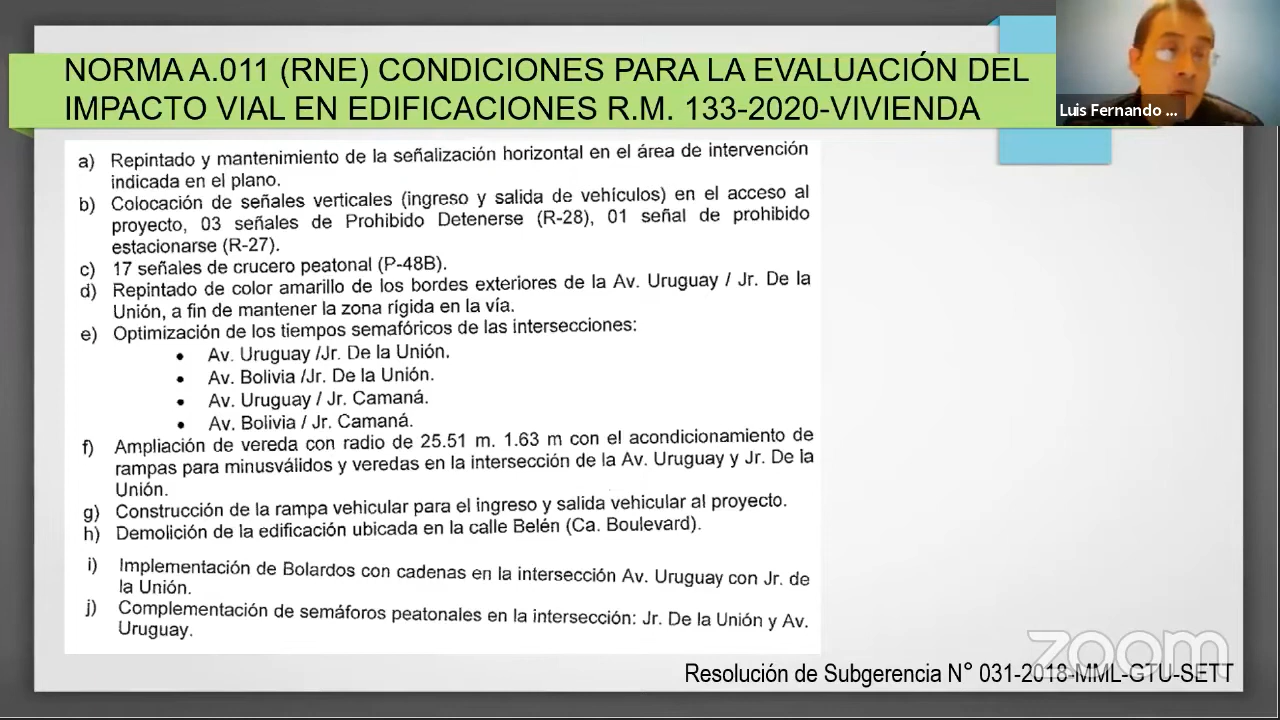 NORMA A.011 (RNE) CONDICIONES PARA LA EVALUACIÓN DEL
IMPACTO VIAL EN EDIFICACIONES R.M. 133-2020-VIVIENDA
Luis Fernando ...
a) Repintado y mantenimiento de la señalización horizontal en el área de intervención
indicada en el plano.
b) Colocación de señales verticales (ingreso y salida de vehículos) en el acceso al
proyecto, 03 señales de Prohibido Detenerse (R-28), 01 señal de prohibido
estacionarse (R-27).
c) 17 señales de crucero peatonal (P-48B).
d) Repintado de color amarillo de los bordes exteriores de la Av. Uruguay / Jr. De la
Unión, a fin de mantener la zona rígida en la vía.
e) Optimización de los tiempos semafóricos de las intersecciones:
• Av. Uruguay /Jr. De la Unión.
• Av. Bolivia /Jr. De la Unión.
• Av. Uruguay / Jr. Camaná.
• Av. Bolivia / Jr. Camaná.
f) Ampliación de vereda con radio de 25.51 m. 1.63 m con el acondicionamiento de
rampas para minusválidos y veredas en la intersección de la Av. Uruguay y Jr. De la
Unión.
g) Construcción de la rampa vehicular para el ingreso y salida vehicular al proyecto.
h) Demolición de la edificación ubicada en la calle Belén (Ca. Boulevard).
i) Implementación de Bolardos con cadenas en la intersección Av. Uruguay con Jr. de
la Unión.
j) Complementación de semáforos peatonales en la intersección: Jr. De la Unión y Av.
Uruguay.
zoom
Resolución de Subgerencia N° 031-2018-MML-GTU-SETT